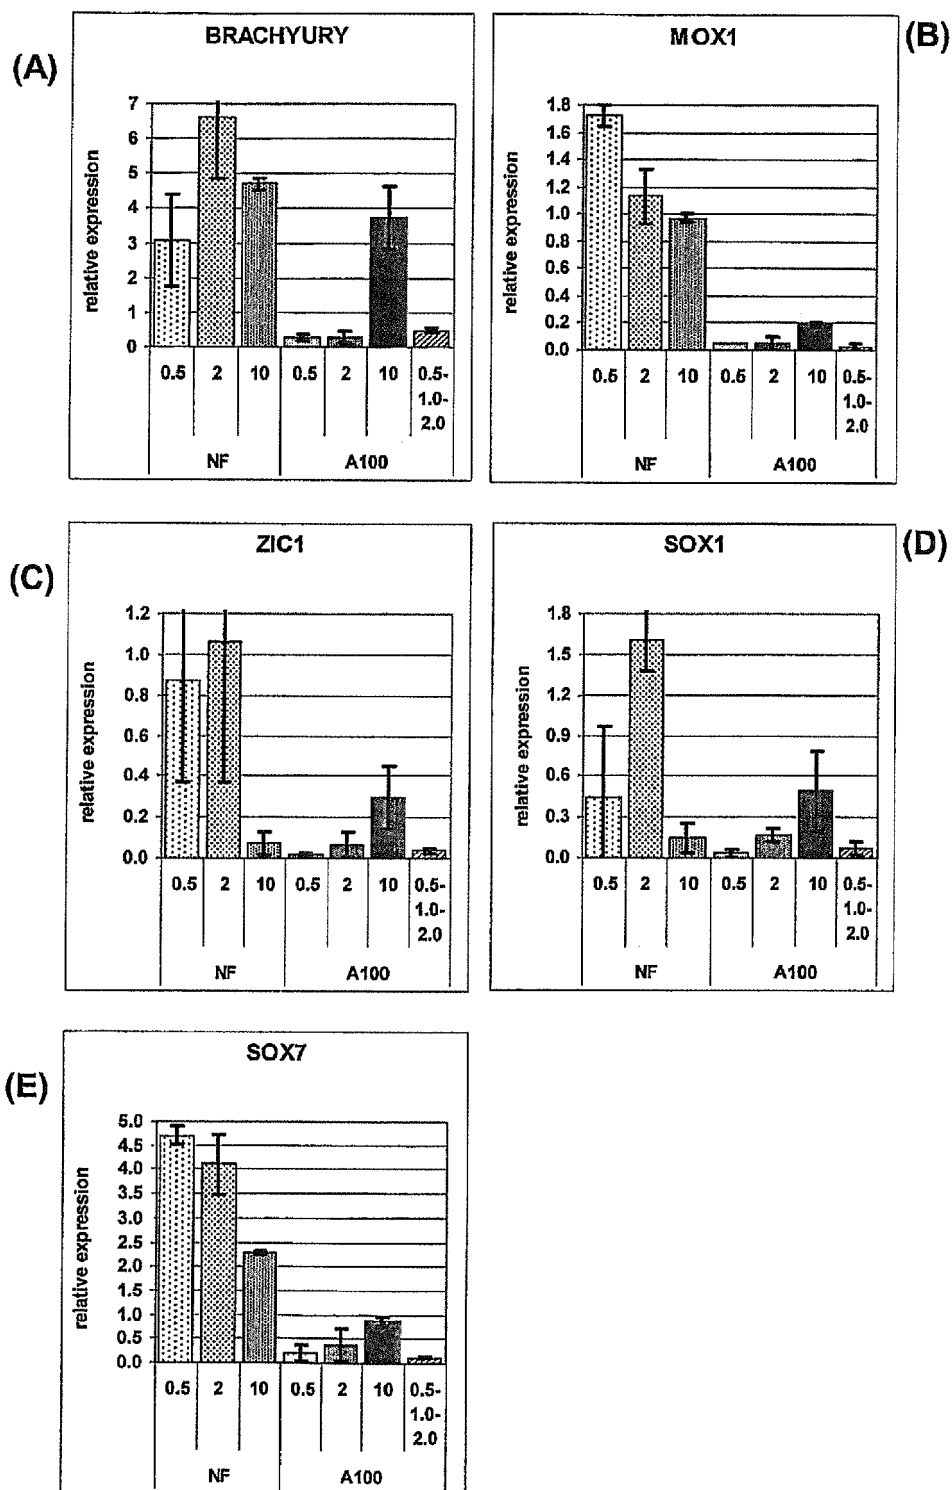 (A)
BRACHYURY
relative expression
7
6
5
4
3
2
1
0
0.5 2 10 0.5 2 10 0.5-
1.0-
2.0
NF A100
(B)
MOX1
relative expression
1.8
1.6
1.4
1.2
1.0
0.8
0.6
0.4
0.2
0.0
0.5 2 10 0.5 2 10 0.5-
1.0-
2.0
NF A100
(C)
ZIC1
relative expression
1.2
1.0
0.8
0.6
0.4
0.2
0.0
0.5 2 10 0.5 2 10 0.5-
1.0-
2.0
NF A100
(D)
SOX1
relative expression
1.8
1.5
1.2
0.9
0.6
0.3
0.0
0.5 2 10 0.5 2 10 0.5-
1.0-
2.0
NF A100
(E)
SOX7
relative expression
5.0
4.5
4.0
3.5
3.0
2.5
2.0
1.5
1.0
0.5
0.0
0.5 2 10 0.5 2 10 0.5-
1.0-
2.0
NF A100